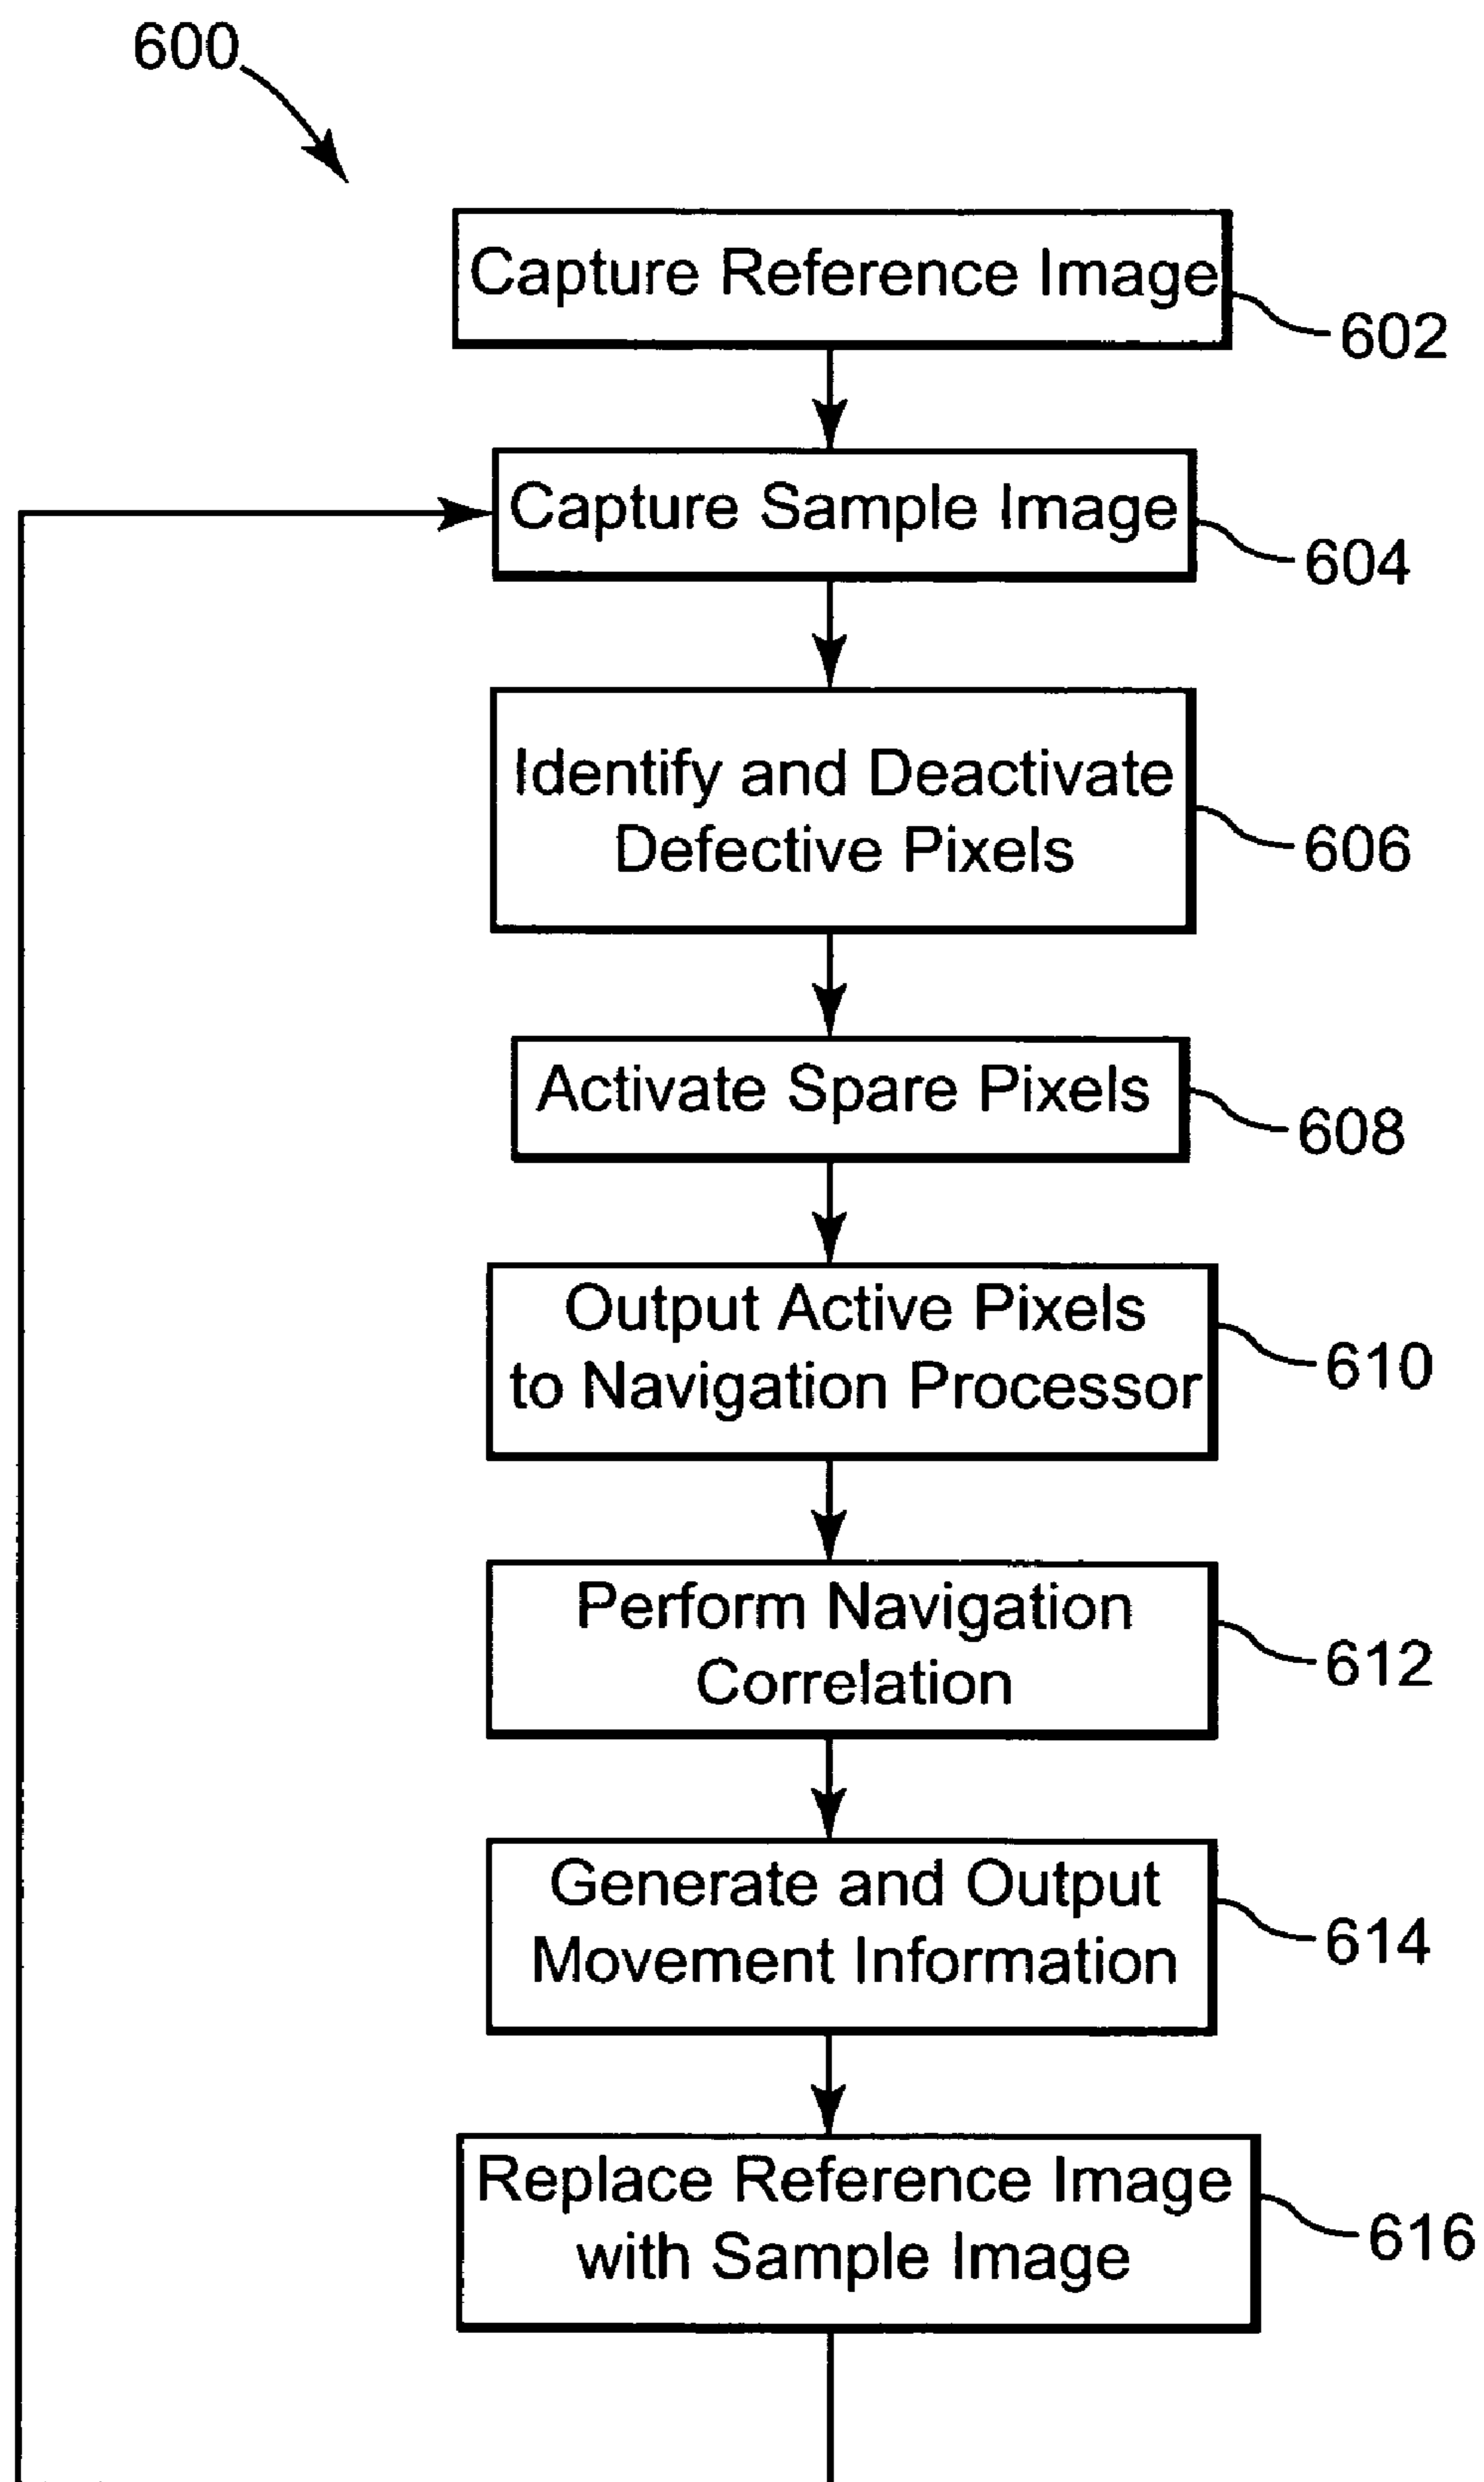 600
Capture Reference Image
602
Capture Sample Image
604
Identify and Deactivate
Defective Pixels
606
Activate Spare Pixels
608
Output Active Pixels
to Navigation Processor
610
Perform Navigation
Correlation
612
Generate and Output
Movement Information
614
Replace Reference Image
with Sample Image
616